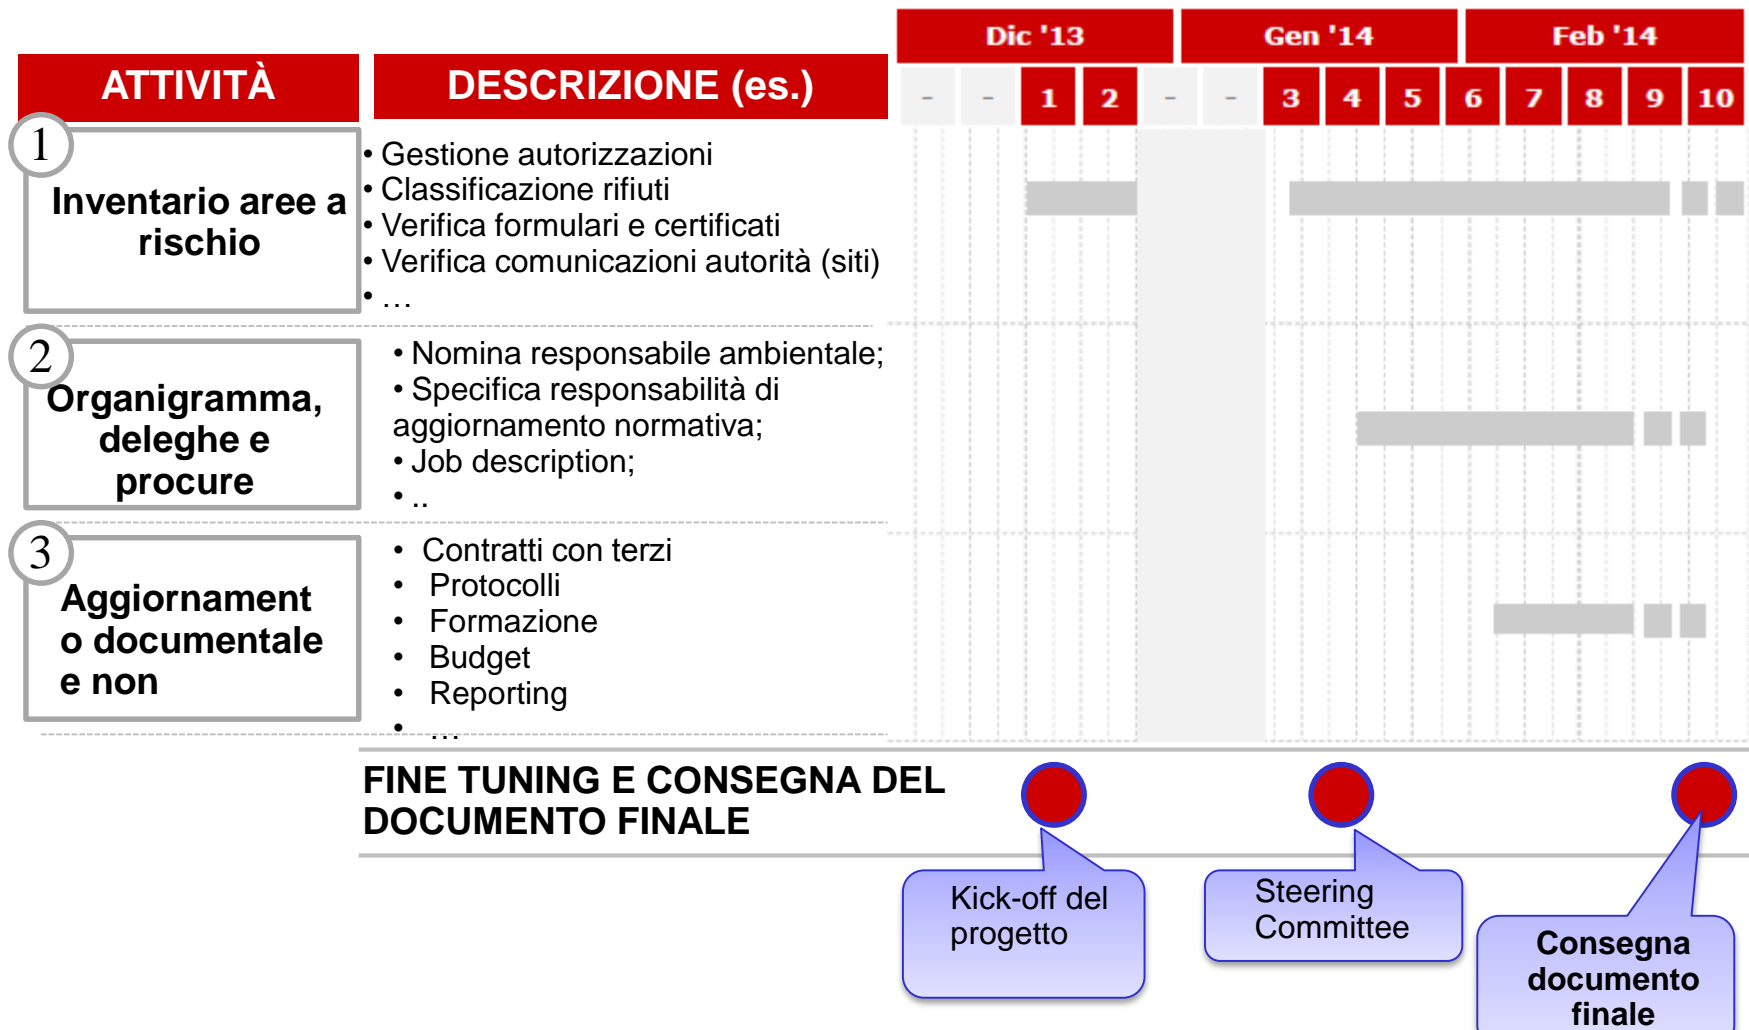 Dic '13 Gen '14 Feb '14
ATTIVITÀ DESCRIZIONE (es.)
- - 1 2 - - 3 4 5 6 7 8 9 10
1
Inventario aree a
rischio
• Gestione autorizzazioni
• Classificazione rifiuti
• Verifica formulari e certificati
• Verifica comunicazioni autorità (siti)
• …
2
Organigramma,
deleghe e
procure
• Nomina responsabile ambientale;
• Specifica responsabilità di
aggiornamento normativa;
• Job description;
• ..
3
Aggiornament
o documentale
e non
• Contratti con terzi
• Protocolli
• Formazione
• Budget
• Reporting
• …
FINE TUNING E CONSEGNA DEL
DOCUMENTO FINALE
Kick-off del
progetto
Steering
Committee
Consegna
documento
finale